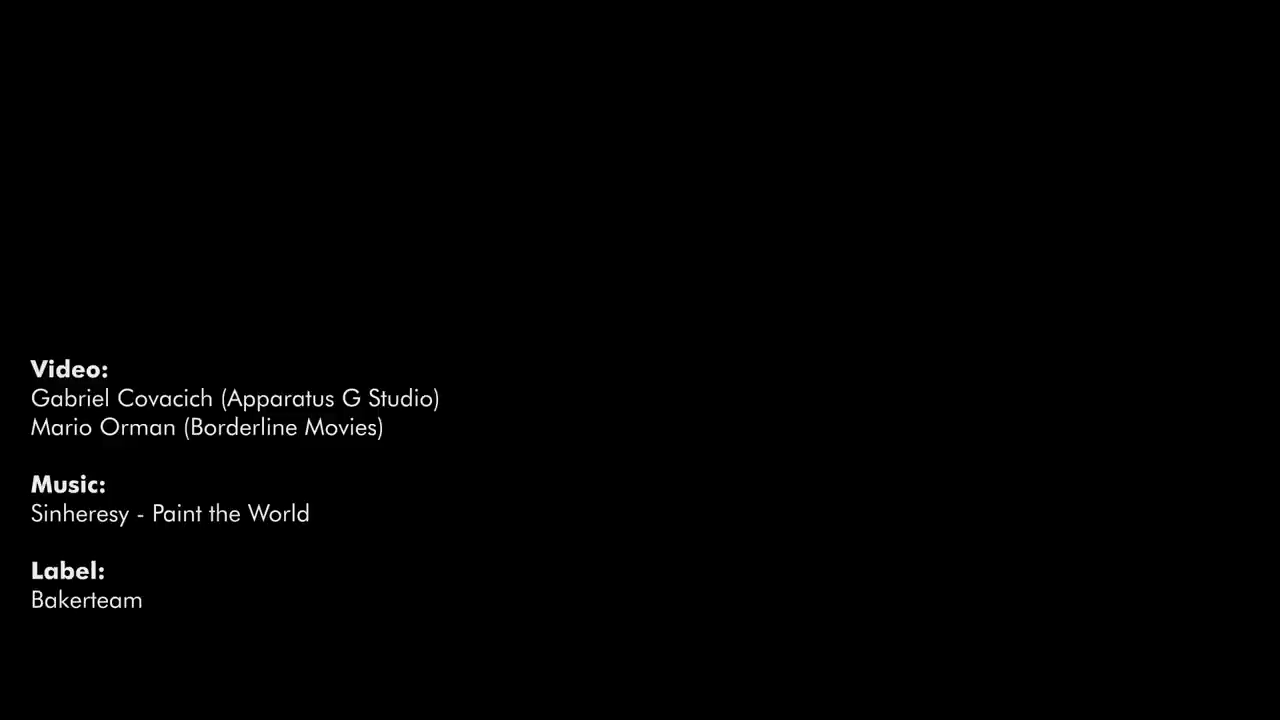 Video:
Gabriel Covacich (Apparatus G Studio)
Mario Orman (Borderline Movies)
Music:
Sinheresy - Paint the World
Label:
Bakerteam